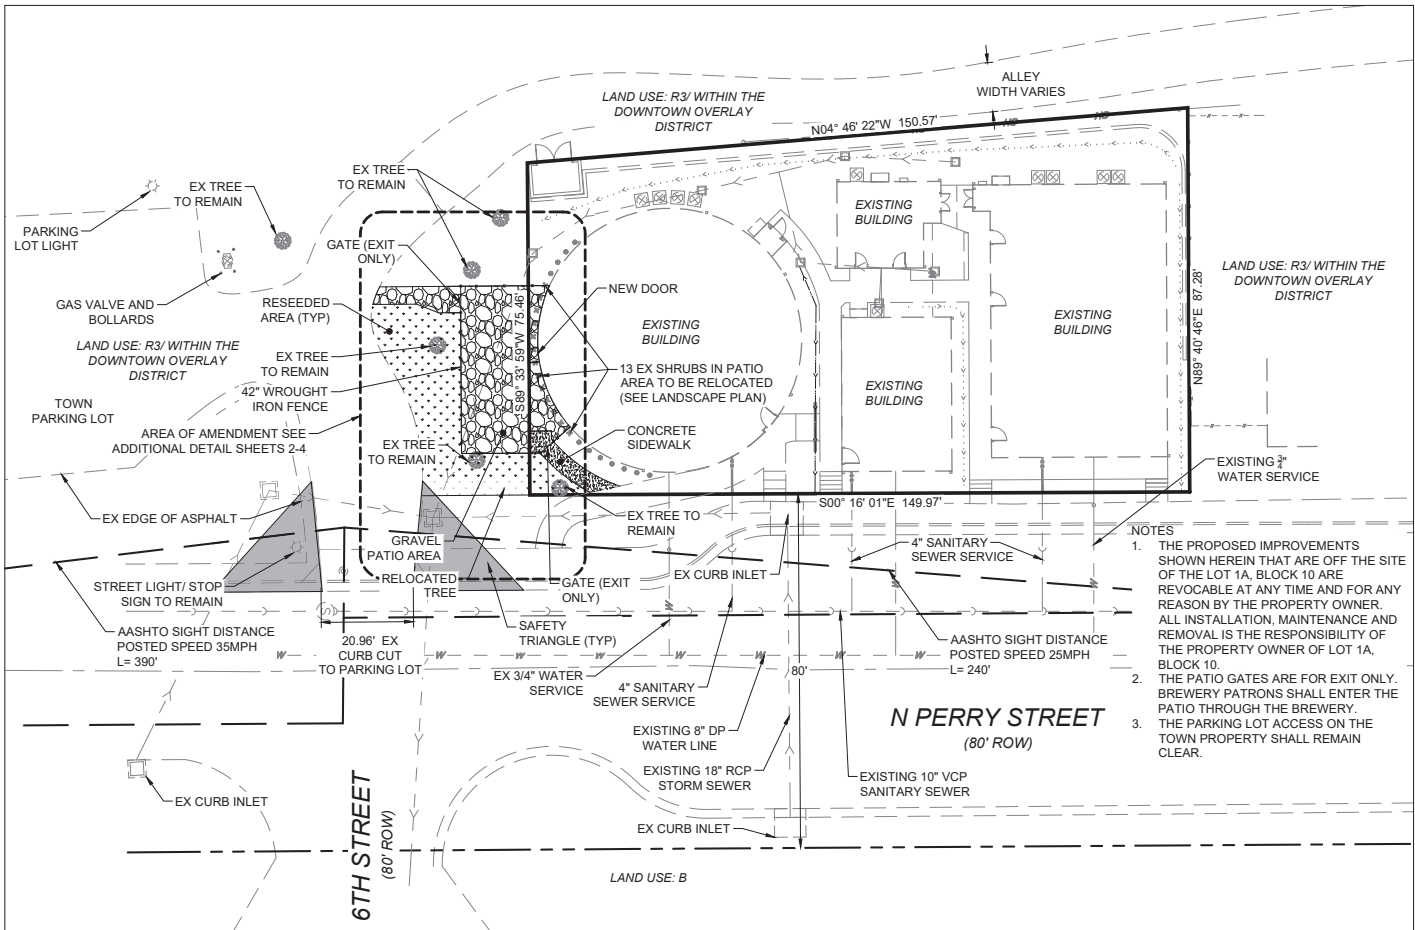 ALLEY
WIDTH VARIES
LAND USE: R3/ WITHIN THE
DOWNTOWN OVERLAY
DISTRICT
N04° 46' 22"W 150.57'
EX TREE
TO REMAIN
EX TREE
TO REMAIN
PARKING
LOT LIGHT
GATE (EXIT
ONLY)
EXISTING
BUILDING
GAS VALVE AND
BOLLARDS
RESEEDED
AREA (TYP)
NEW DOOR
LAND USE: R3/ WITHIN THE
DOWNTOWN OVERLAY
DISTRICT
N89° 40' 46"E 87.28'
S89° 33' 59"W 75.46'
EXISTING
BUILDING
EXISTING
BUILDING
LAND USE: R3/ WITHIN THE
DOWNTOWN OVERLAY
DISTRICT
EX TREE
TO REMAIN
13 EX SHRUBS IN PATIO
AREA TO BE RELOCATED
(SEE LANDSCAPE PLAN)
EXISTING
BUILDING
42" WROUGHT
IRON FENCE
TOWN
PARKING LOT
AREA OF AMENDMENT SEE
ADDITIONAL DETAIL SHEETS 2-4
CONCRETE
SIDEWALK
EX TREE
TO REMAIN
EXISTING 3/4"
WATER SERVICE
S00° 16' 01"E 149.97'
EX EDGE OF ASPHALT
EX TREE TO
REMAIN
GRAVEL
PATIO AREA
4" SANITARY
SEWER SERVICE
EX CURB INLET
STREET LIGHT/ STOP
SIGN TO REMAIN
RELOCATED
TREE
GATE (EXIT
ONLY)
NOTES
1. THE PROPOSED IMPROVEMENTS
SHOWN HEREIN THAT ARE OFF THE SITE
OF THE LOT 1A, BLOCK 10 ARE
REVOCABLE AT ANY TIME AND FOR ANY
REASON BY THE PROPERTY OWNER.
ALL INSTALLATION, MAINTENANCE AND
REMOVAL IS THE RESPONSIBILITY OF
THE PROPERTY OWNER OF LOT 1A,
BLOCK 10.
2. THE PATIO GATES ARE FOR EXIT ONLY.
BREWERY PATRONS SHALL ENTER THE
PATIO THROUGH THE BREWERY.
3. THE PARKING LOT ACCESS ON THE
TOWN PROPERTY SHALL REMAIN
CLEAR.
S
AASHTO SIGHT DISTANCE
POSTED SPEED 35MPH
L= 390'
20.96' EX
CURB CUT
TO PARKING LOT
SAFETY
TRIANGLE (TYP)
AASHTO SIGHT DISTANCE
POSTED SPEED 25MPH
L= 240'
W W W W W W W W
EX 3/4" WATER
SERVICE
4" SANITARY
SEWER SERVICE
80'
N PERRY STREET
(80' ROW)
EXISTING 8" DP
WATER LINE
EXISTING 18" RCP
STORM SEWER
EXISTING 10" VCP
SANITARY SEWER
EX CURB INLET
EX CURB INLET
6TH STREET
(80' ROW)
LAND USE: B